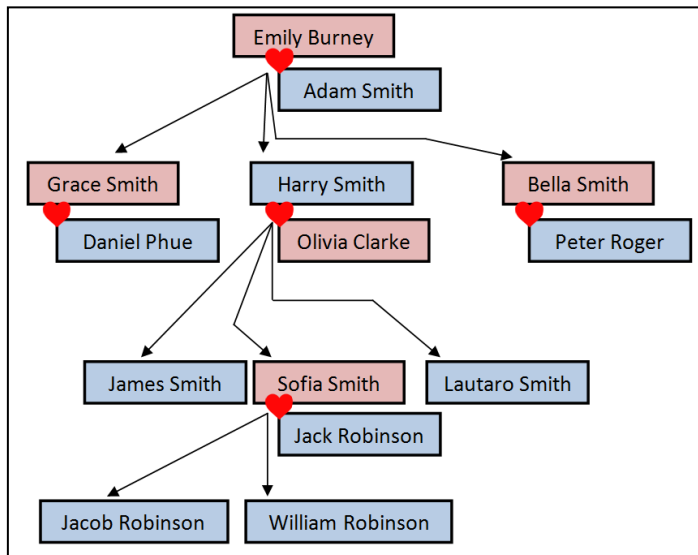 Emily Burney
Adam Smith
Grace Smith
Harry Smith
Bella Smith
Daniel Phue
Olivia Clarke
Peter Roger
James Smith
Sofia Smith
Lautaro Smith
Jack Robinson
Jacob Robinson
William Robinson